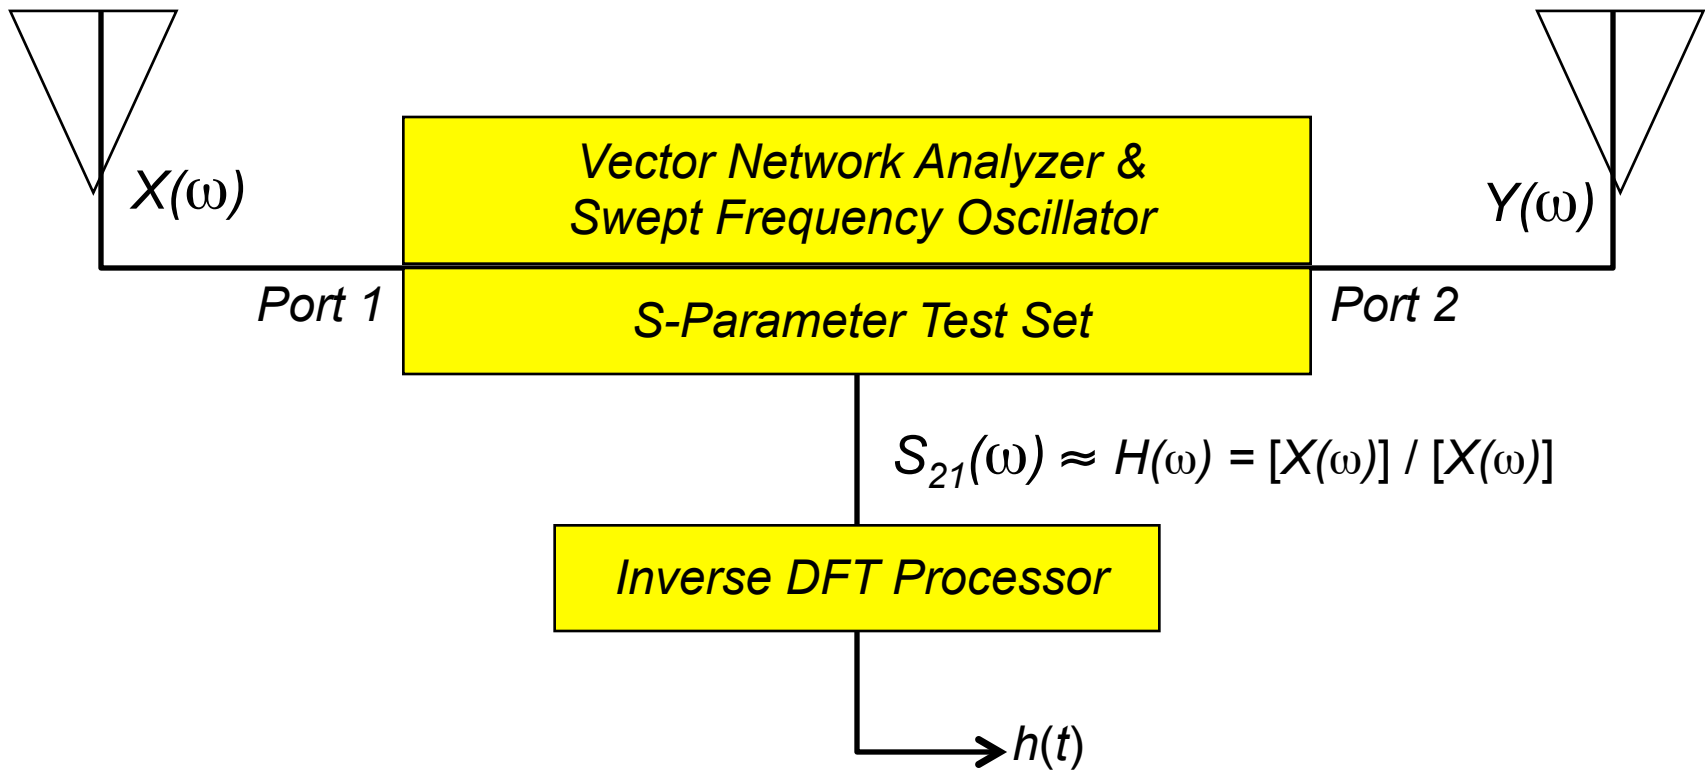 X(ω)
Vector Network Analyzer &
Swept Frequency Oscillator
Y(ω)
Port 1
S-Parameter Test Set
Port 2
S21(ω) ≈ H(ω) = [X(ω)] / [X(ω)]
Inverse DFT Processor
h(t)